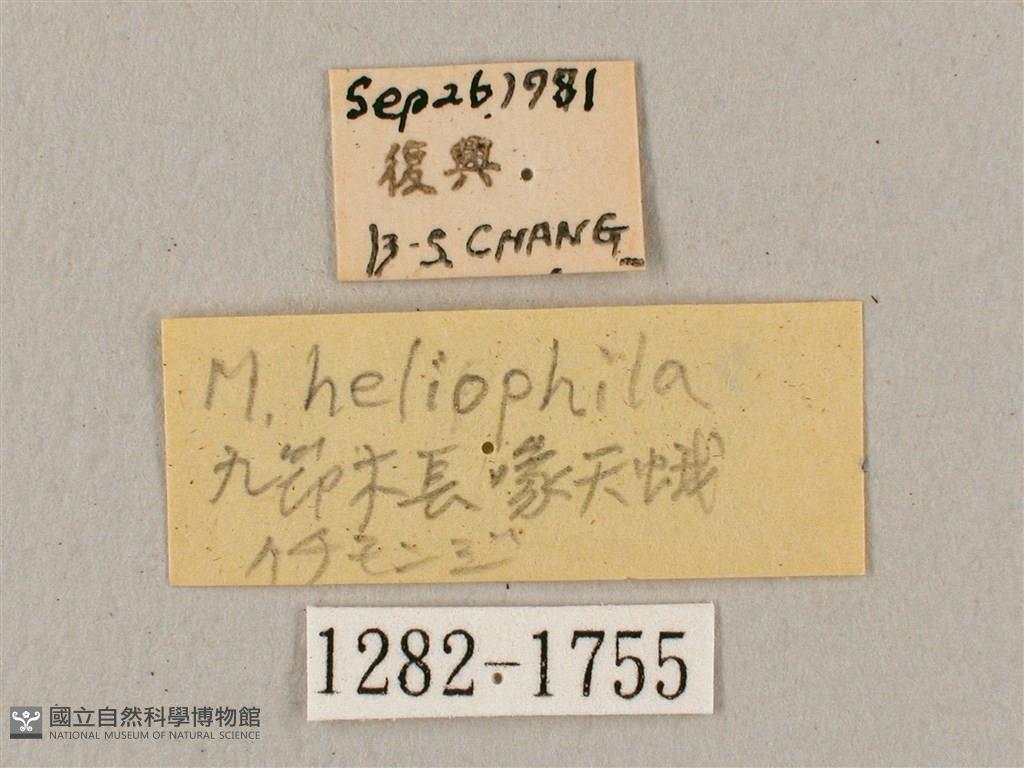 Sep 26, 1981
復興.
B-S. CHANG
M. heliophila
九節木長喙天蛾
イチモンジ
1282-1755
國立自然科學博物館
NATIONAL MUSEUM OF NATURAL SCIENCE